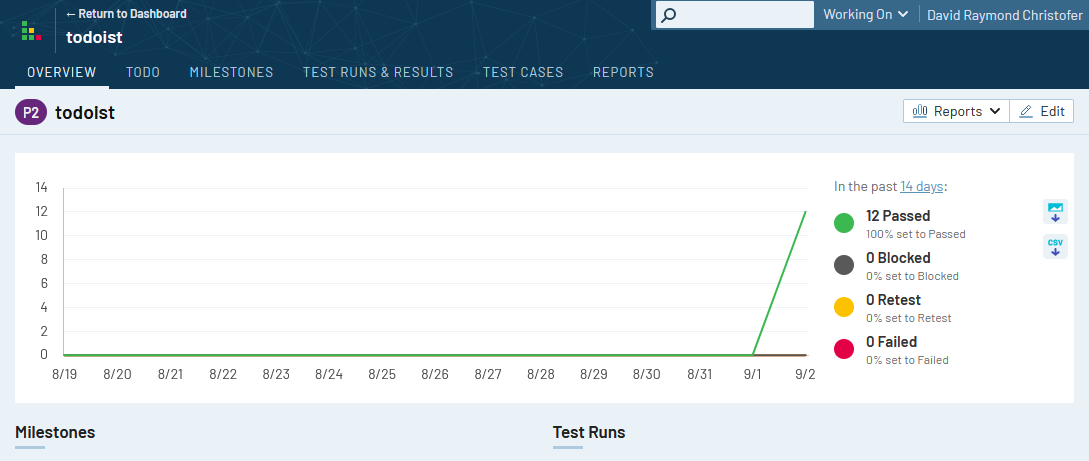 ← Return to Dashboard
todoist
Working On
David Raymond Christofer
OVERVIEW TODO MILESTONES TEST RUNS & RESULTS TEST CASES REPORTS
P2 todoist
Reports Edit
14
12
10
8
6
4
2
0
8/19 8/20 8/21 8/22 8/23 8/24 8/25 8/26 8/27 8/28 8/29 8/30 8/31 9/1 9/2
In the past 14 days:
12 Passed
100% set to Passed
0 Blocked
0% set to Blocked
0 Retest
0% set to Retest
0 Failed
0% set to Failed
CSV
Milestones
Test Runs